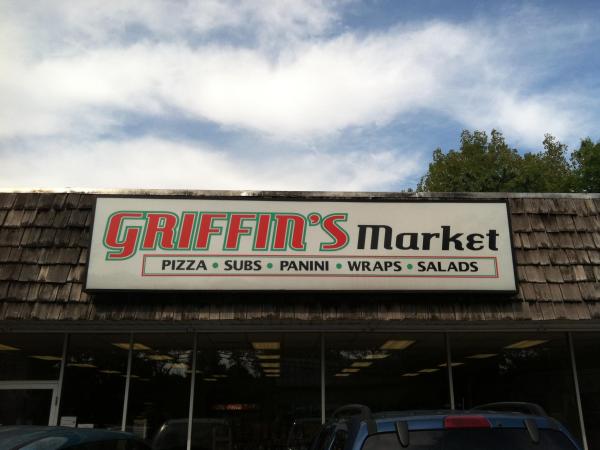 GRIFFIN'S Market
PIZZA • SUBS • PANINI • WRAPS • SALADS